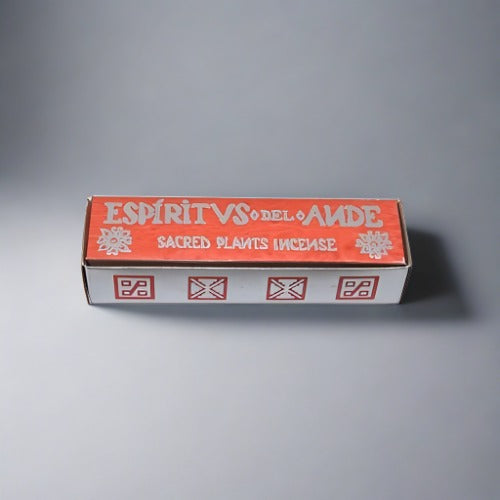 ESPÍRITVS DEL ANDE
SACRED PLANTS INCENSE